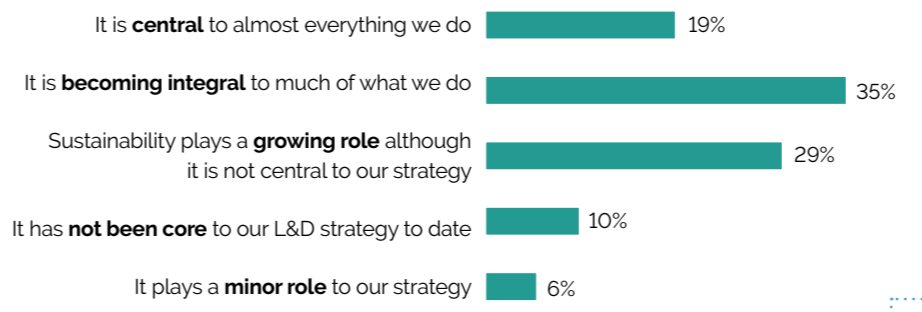 It is central to almost everything we do 19%
It is becoming integral to much of what we do 35%
Sustainability plays a growing role although
it is not central to our strategy 29%
It has not been core to our L&D strategy to date 10%
It plays a minor role to our strategy 6%